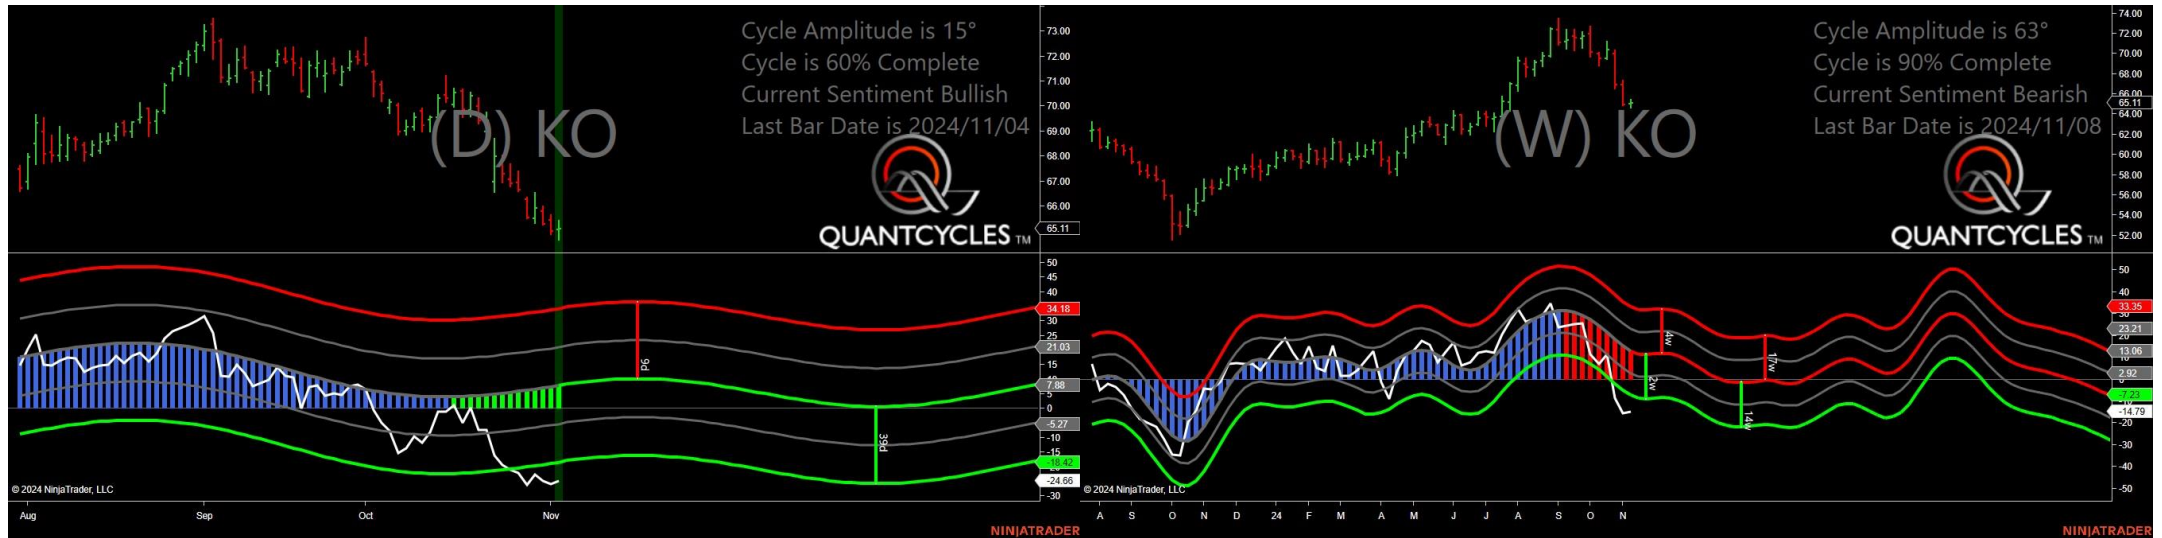 Cycle Amplitude is 15°
Cycle is 60% Complete
Current Sentiment Bullish
Last Bar Date is 2024/11/04
(D) KO
QUANTCYCLES TM
73.00
72.00
71.00
70.00
69.00
68.00
67.00
66.00
65.11
50
45
40
34.18
30
25
21.03
15
10
7.88
5
0
-5.27
-10
-15
-18.42
-24.66
-30
9d
39d
© 2024 NinjaTrader, LLC
Aug Sep Oct Nov
NINJATRADER
Cycle Amplitude is 63°
Cycle is 90% Complete
Current Sentiment Bearish
Last Bar Date is 2024/11/08
(W) KO
QUANTCYCLES TM
74.00
72.00
70.00
68.00
66.00
65.11
64.00
62.00
60.00
58.00
56.00
54.00
52.00
50
40
33.35
23.21
20
13.06
10
2.92
-7.23
-14.79
-20
-30
-40
-50
4w
2w
17w
14w
© 2024 NinjaTrader, LLC
A S O N D 24 F M A M J J A S O N
NINJATRADER